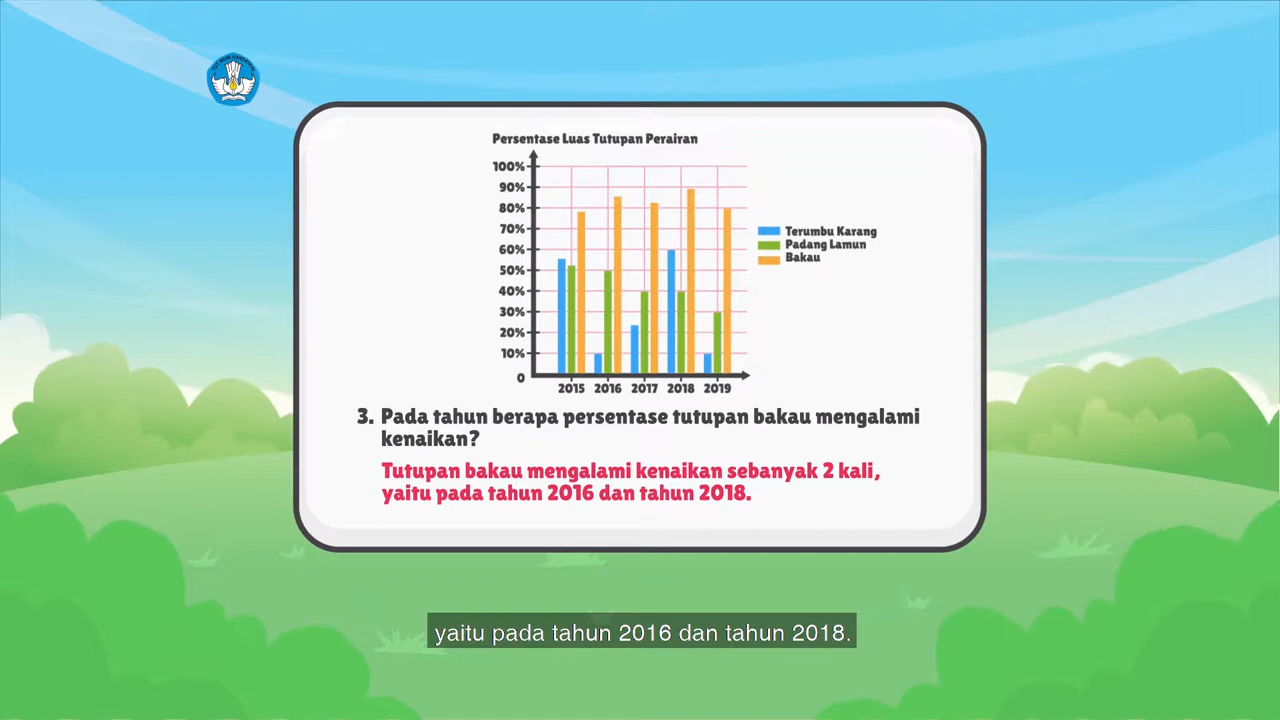 Persentase Luas Tutupan Perairan
100%
90%
80%
70%
60%
50%
40%
30%
20%
10%
0
2015 2016 2017 2018 2019
Terumbu Karang
Padang Lamun
Bakau
3. Pada tahun berapa persentase tutupan bakau mengalami
kenaikan?
Tutupan bakau mengalami kenaikan sebanyak 2 kali,
yaitu pada tahun 2016 dan tahun 2018.
yaitu pada tahun 2016 dan tahun 2018.